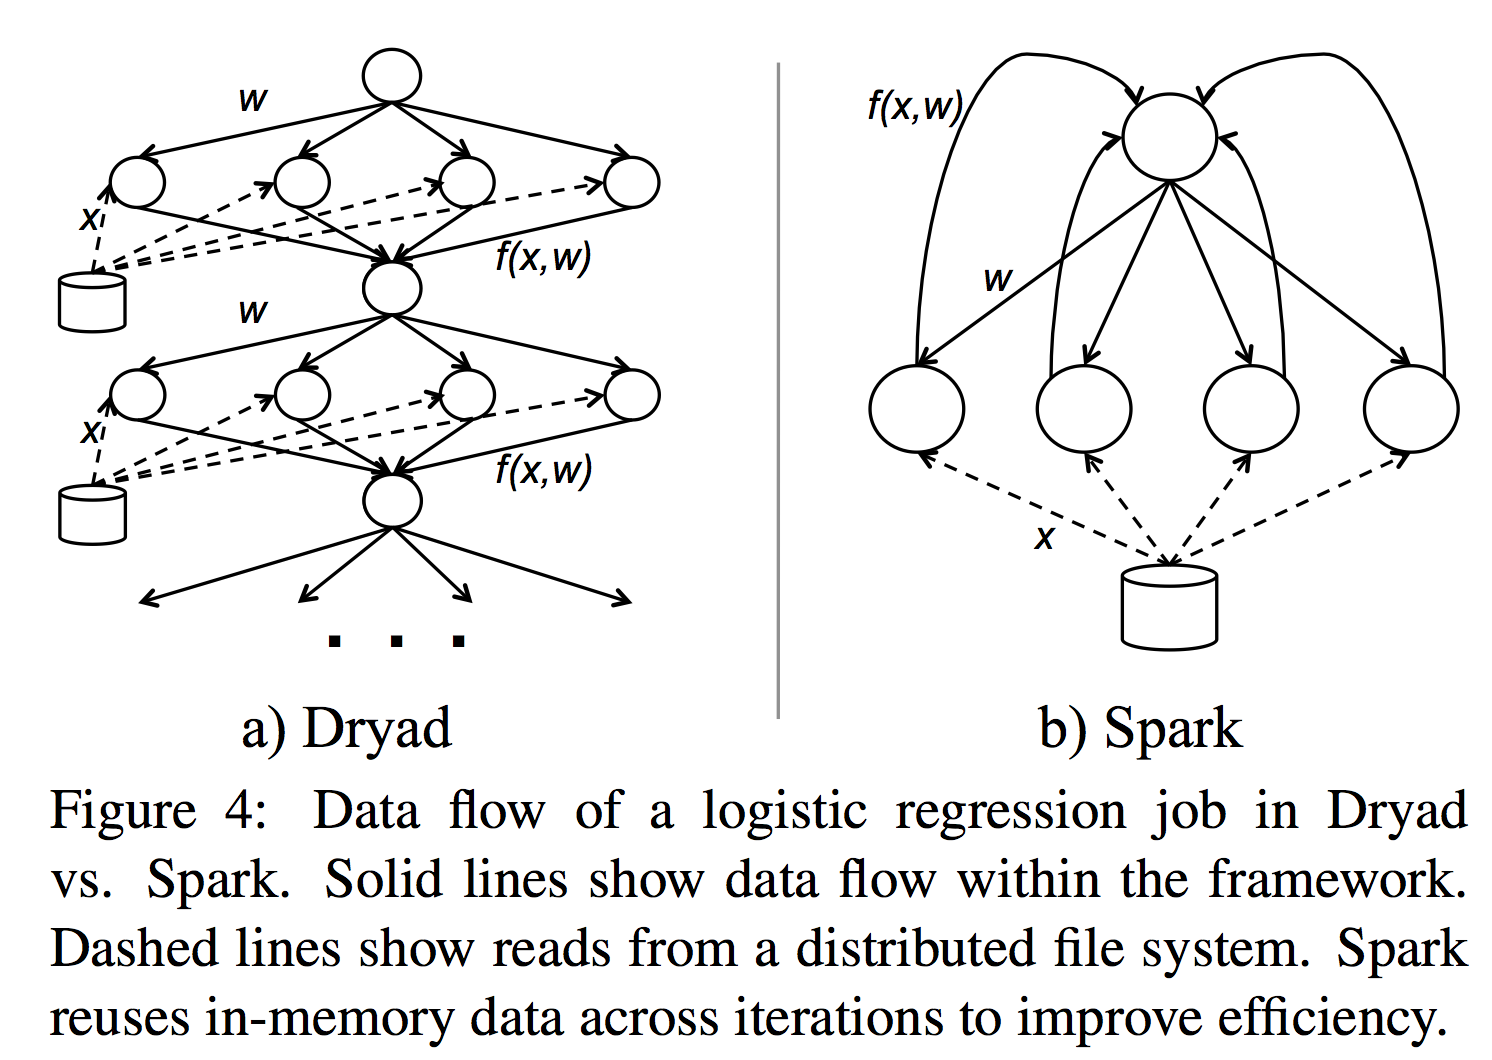 w
x
f(x,w)
w
x
f(x,w)
. . .
a) Dryad
f(x,w)
w
x
b) Spark
Figure 4: Data flow of a logistic regression job in Dryad
vs. Spark. Solid lines show data flow within the framework.
Dashed lines show reads from a distributed file system. Spark
reuses in-memory data across iterations to improve efficiency.